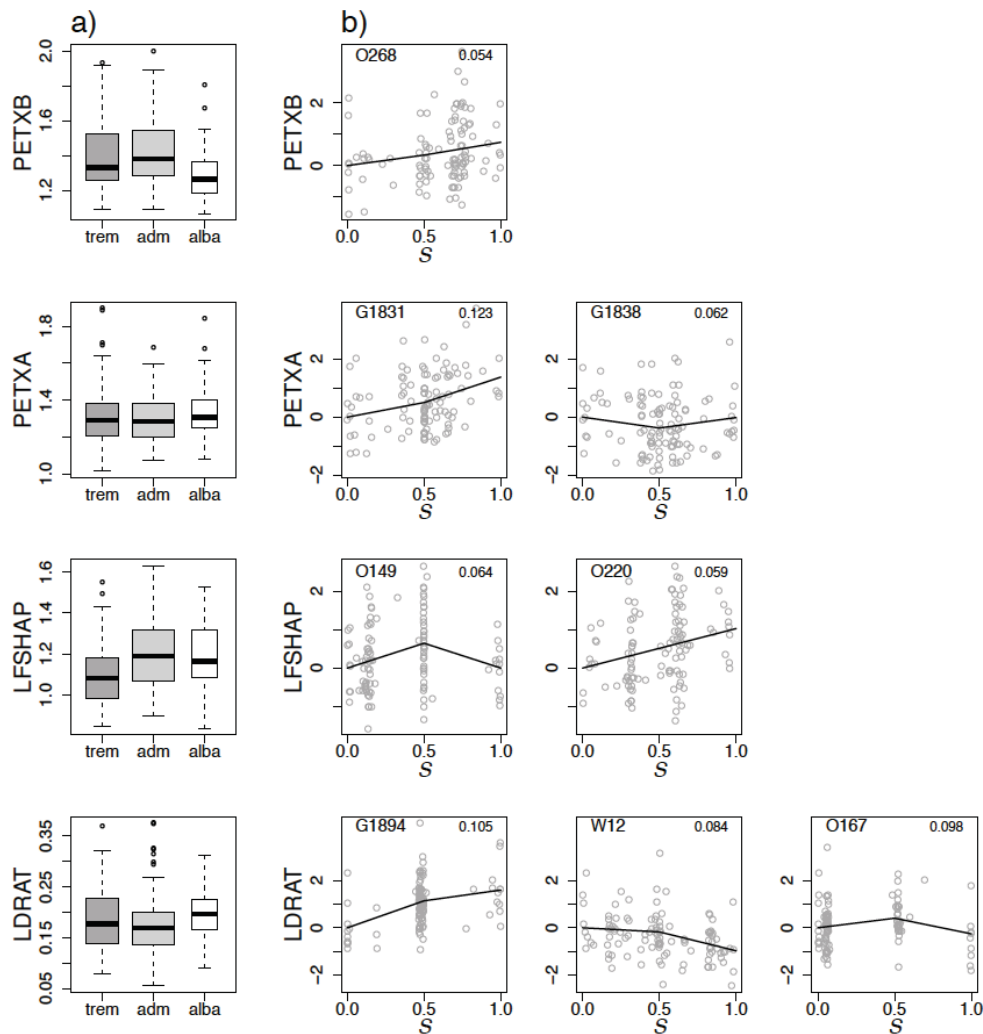 a)
b)
PETXB
2.0
1.6
1.2
trem adm alba
O268 0.054
PETXB
2
0
0.0 0.5 1.0
S
PETXA
1.8
1.4
1.0
trem adm alba
G1831 0.123
PETXA
2
0
−2
0.0 0.5 1.0
S
G1838 0.062
2
0
−2
0.0 0.5 1.0
S
LFSHAP
1.6
1.4
1.2
1.0
trem adm alba
O149 0.064
LFSHAP
2
0
0.0 0.5 1.0
S
O220 0.059
2
0
0.0 0.5 1.0
S
LDRAT
0.35
0.25
0.15
0.05
trem adm alba
G1894 0.105
LDRAT
2
0
−2
0.0 0.5 1.0
S
W12 0.084
2
0
−2
0.0 0.5 1.0
S
O167 0.098
2
0
−2
0.0 0.5 1.0
S